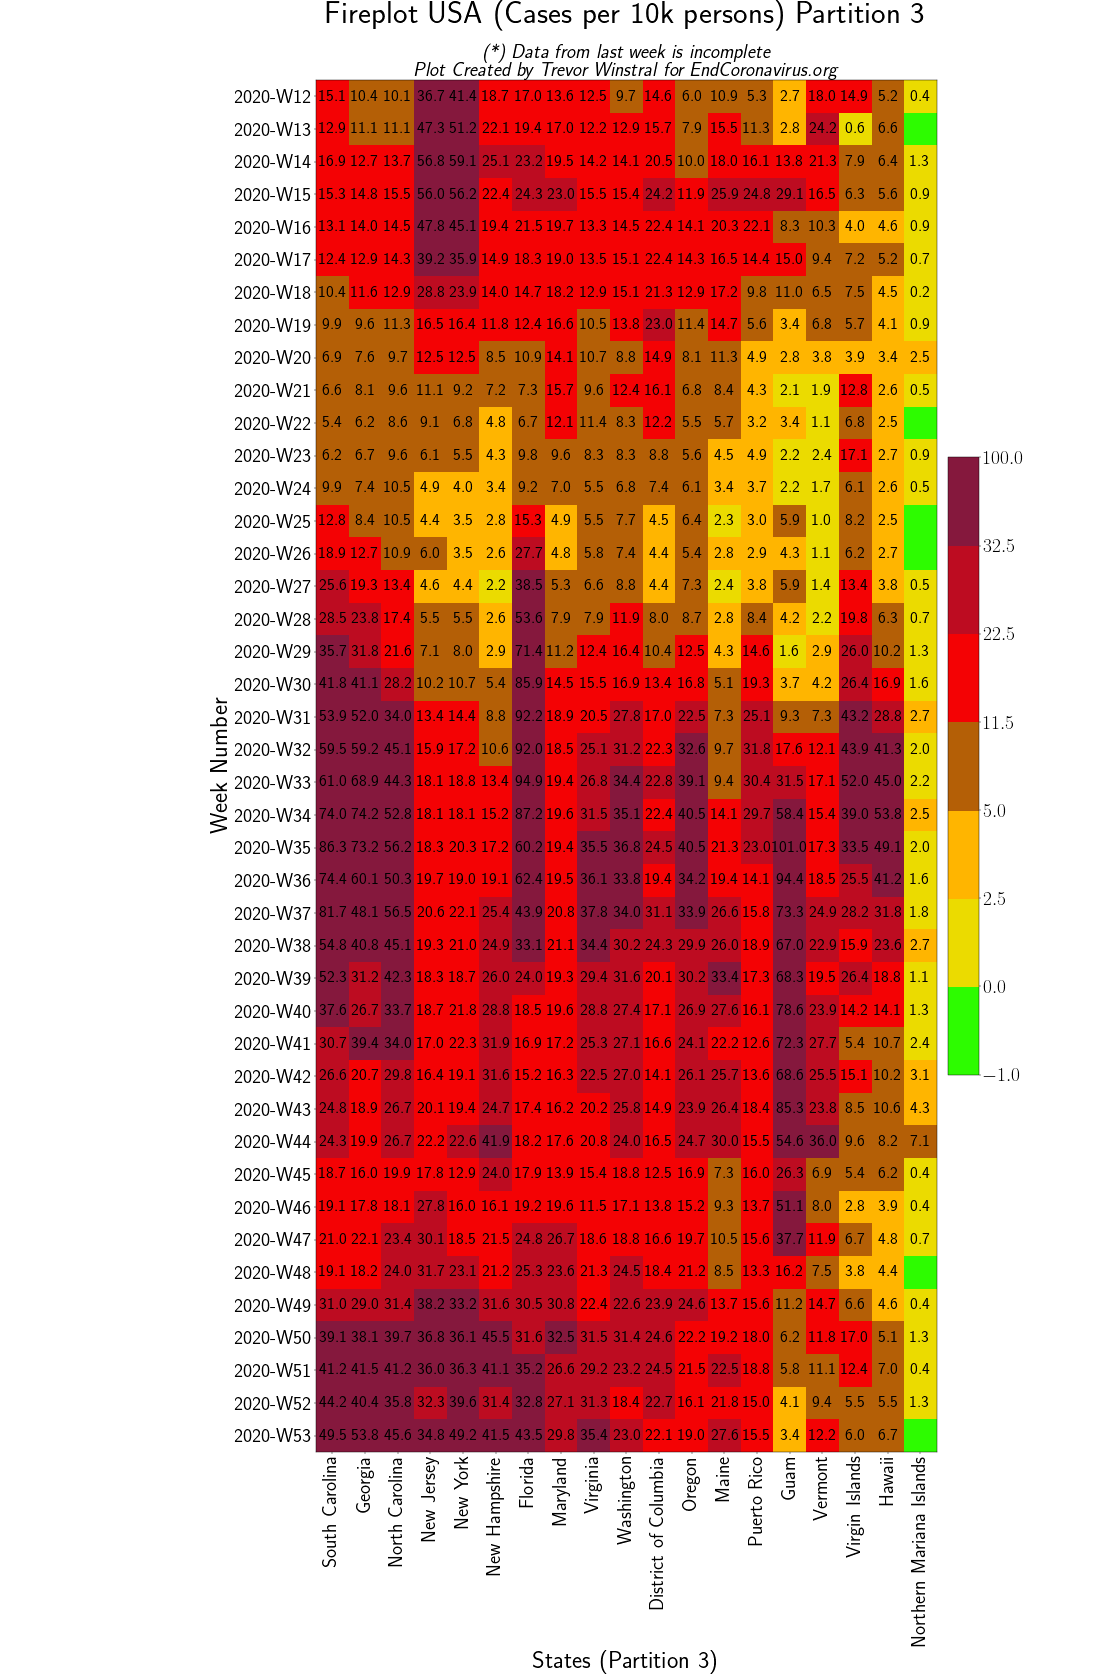 Fireplot USA (Cases per 10k persons) Partition 3
(*) Data from last week is incomplete
Plot Created by Trevor Winstral for EndCoronavirus.org
2020-W12 15.1 10.4 10.1 36.7 41.4 18.7 17.0 13.6 12.5 9.7 14.6 6.0 10.9 5.3 2.7 18.0 14.9 5.2 0.4
2020-W13 12.9 11.1 11.1 47.3 51.2 22.1 19.4 17.0 12.2 12.9 15.7 7.9 15.5 11.3 2.8 24.2 0.6 6.6
2020-W14 16.9 12.7 13.7 56.8 59.1 25.1 23.2 19.5 14.2 14.1 20.5 10.0 18.0 16.1 13.8 21.3 7.9 6.4 1.3
2020-W15 15.3 14.8 15.5 56.0 56.2 22.4 24.3 23.0 15.5 15.4 24.2 11.9 25.9 24.8 29.1 16.5 6.3 5.6 0.9
2020-W16 13.1 14.0 14.5 47.8 45.1 19.4 21.5 19.7 13.3 14.5 22.4 14.1 20.3 22.1 8.3 10.3 4.0 4.6 0.9
2020-W17 12.4 12.9 14.3 39.2 35.9 14.9 18.3 19.0 13.5 15.1 22.4 14.3 16.5 14.4 15.0 9.4 7.2 5.2 0.7
2020-W18 10.4 11.6 12.9 28.8 23.9 14.0 14.7 18.2 12.9 15.1 21.3 12.9 17.2 9.8 11.0 6.5 7.5 4.5 0.2
2020-W19 9.9 9.6 11.3 16.5 16.4 11.8 12.4 16.6 10.5 13.8 23.0 11.4 14.7 5.6 3.4 6.8 5.7 4.1 0.9
2020-W20 6.9 7.6 9.7 12.5 12.5 8.5 10.9 14.1 10.7 8.8 14.9 8.1 11.3 4.9 2.8 3.8 3.9 3.4 2.5
2020-W21 6.6 8.1 9.6 11.1 9.2 7.2 7.3 15.7 9.6 12.4 16.1 6.8 8.4 4.3 2.1 1.9 12.8 2.6 0.5
2020-W22 5.4 6.2 8.6 9.1 6.8 4.8 6.7 12.1 11.4 8.3 12.2 5.5 5.7 3.2 3.4 1.1 6.8 2.5
2020-W23 6.2 6.7 9.6 6.1 5.5 4.3 9.8 9.6 8.3 8.3 8.8 5.6 4.5 4.9 2.2 2.4 17.1 2.7 0.9
2020-W24 9.9 7.4 10.5 4.9 4.0 3.4 9.2 7.0 5.5 6.8 7.4 6.1 3.4 3.7 2.2 1.7 6.1 2.6 0.5
2020-W25 12.8 8.4 10.5 4.4 3.5 2.8 15.3 4.9 5.5 7.7 4.5 6.4 2.3 3.0 5.9 1.0 8.2 2.5
2020-W26 18.9 12.7 10.9 6.0 3.5 2.6 27.7 4.8 5.8 7.4 4.4 5.4 2.8 2.9 4.3 1.1 6.2 2.7
2020-W27 25.6 19.3 13.4 4.6 4.4 2.2 38.5 5.3 6.6 8.8 4.4 7.3 2.4 3.8 5.9 1.4 13.4 3.8 0.5
2020-W28 28.5 23.8 17.4 5.5 5.5 2.6 53.6 7.9 7.9 11.9 8.0 8.7 2.8 8.4 4.2 2.2 19.8 6.3 0.7
2020-W29 35.7 31.8 21.6 7.1 8.0 2.9 71.4 11.2 12.4 16.4 10.4 12.5 4.3 14.6 1.6 2.9 26.0 10.2 1.3
2020-W30 41.8 41.1 28.2 10.2 10.7 5.4 85.9 14.5 15.5 16.9 13.4 16.8 5.1 19.3 3.7 4.2 26.4 16.9 1.6
2020-W31 53.9 52.0 34.0 13.4 14.4 8.8 92.2 18.9 20.5 27.8 17.0 22.5 7.3 25.1 9.3 7.3 43.2 28.8 2.7
2020-W32 59.5 59.2 45.1 15.9 17.2 10.6 92.0 18.5 25.1 31.2 22.3 32.6 9.7 31.8 17.6 12.1 43.9 41.3 2.0
2020-W33 61.0 68.9 44.3 18.1 18.8 13.4 94.9 19.4 26.8 34.4 22.8 39.1 9.4 30.4 31.5 17.1 52.0 45.0 2.2
2020-W34 74.0 74.2 52.8 18.1 18.1 15.2 87.2 19.6 31.5 35.1 22.4 40.5 14.1 29.7 58.4 15.4 39.0 53.8 2.5
2020-W35 86.3 73.2 56.2 18.3 20.3 17.2 60.2 19.4 35.5 36.8 24.5 40.5 21.3 23.0 101.0 17.3 33.5 49.1 2.0
2020-W36 74.4 60.1 50.3 19.7 19.0 19.1 62.4 19.5 36.1 33.8 19.4 34.2 19.4 14.1 94.4 18.5 25.5 41.2 1.6
2020-W37 81.7 48.1 56.5 20.6 22.1 25.4 43.9 20.8 37.8 34.0 31.1 33.9 26.6 15.8 73.3 24.9 28.2 31.8 1.8
2020-W38 54.8 40.8 45.1 19.3 21.0 24.9 33.1 21.1 34.4 30.2 24.3 29.9 26.0 18.9 67.0 22.9 15.9 23.6 2.7
2020-W39 52.3 31.2 42.3 18.3 18.7 26.0 24.0 19.3 29.4 31.6 20.1 30.2 33.4 17.3 68.3 19.5 26.4 18.8 1.1
2020-W40 37.6 26.7 33.7 18.7 21.8 28.8 18.5 19.6 28.8 27.4 17.1 26.9 27.6 16.1 78.6 23.9 14.2 14.1 1.3
2020-W41 30.7 39.4 34.0 17.0 22.3 31.9 16.9 17.2 25.3 27.1 16.6 24.1 22.2 12.6 72.3 27.7 5.4 10.7 2.4
2020-W42 26.6 20.7 29.8 16.4 19.1 31.6 15.2 16.3 22.5 27.0 14.1 26.1 25.7 13.6 68.6 25.5 15.1 10.2 3.1
2020-W43 24.8 18.9 26.7 20.1 19.4 24.7 17.4 16.2 20.2 25.8 14.9 23.9 26.4 18.4 85.3 23.8 8.5 10.6 4.3
2020-W44 24.3 19.9 26.7 22.2 22.6 41.9 18.2 17.6 20.8 24.0 16.5 24.7 30.0 15.5 54.6 36.0 9.6 8.2 7.1
2020-W45 18.7 16.0 19.9 17.8 12.9 24.0 17.9 13.9 15.4 18.8 12.5 16.9 7.3 16.0 26.3 6.9 5.4 6.2 0.4
2020-W46 19.1 17.8 18.1 27.8 16.0 16.1 19.2 19.6 11.5 17.1 13.8 15.2 9.3 13.7 51.1 8.0 2.8 3.9 0.4
2020-W47 21.0 22.1 23.4 30.1 18.5 21.5 24.8 26.7 18.6 18.8 16.6 19.7 10.5 15.6 37.7 11.9 6.7 4.8 0.7
2020-W48 19.1 18.2 24.0 31.7 23.1 21.2 25.3 23.6 21.3 24.5 18.4 21.2 8.5 13.3 16.2 7.5 3.8 4.4
2020-W49 31.0 29.0 31.4 38.2 33.2 31.6 30.5 30.8 22.4 22.6 23.9 24.6 13.7 15.6 11.2 14.7 6.6 4.6 0.4
2020-W50 39.1 38.1 39.7 36.8 36.1 45.5 31.6 32.5 31.5 31.4 24.6 22.2 19.2 18.0 6.2 11.8 17.0 5.1 1.3
2020-W51 41.2 41.5 41.2 36.0 36.3 41.1 35.2 26.6 29.2 23.2 24.5 21.5 22.5 18.8 5.8 11.1 12.4 7.0 0.4
2020-W52 44.2 40.4 35.8 32.3 39.6 31.4 32.8 27.1 31.3 18.4 22.7 16.1 21.8 15.0 4.1 9.4 5.5 5.5 1.3
2020-W53 49.5 53.8 45.6 34.8 49.2 41.5 43.5 29.8 35.4 23.0 22.1 19.0 27.6 15.5 3.4 12.2 6.0 6.7
Week Number
South Carolina
Georgia
North Carolina
New Jersey
New York
New Hampshire
Florida
Maryland
Virginia
Washington
District of Columbia
Oregon
Maine
Puerto Rico
Guam
Vermont
Virgin Islands
Hawaii
Northern Mariana Islands
States (Partition 3)
100.0
32.5
22.5
11.5
5.0
2.5
0.0
−1.0